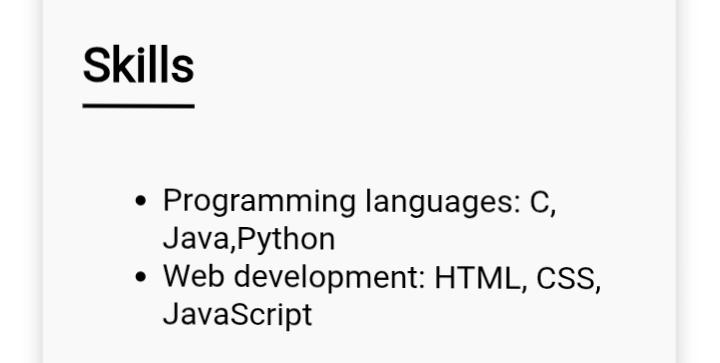 Skills
• Programming languages: C,
Java,Python
• Web development: HTML, CSS,
JavaScript